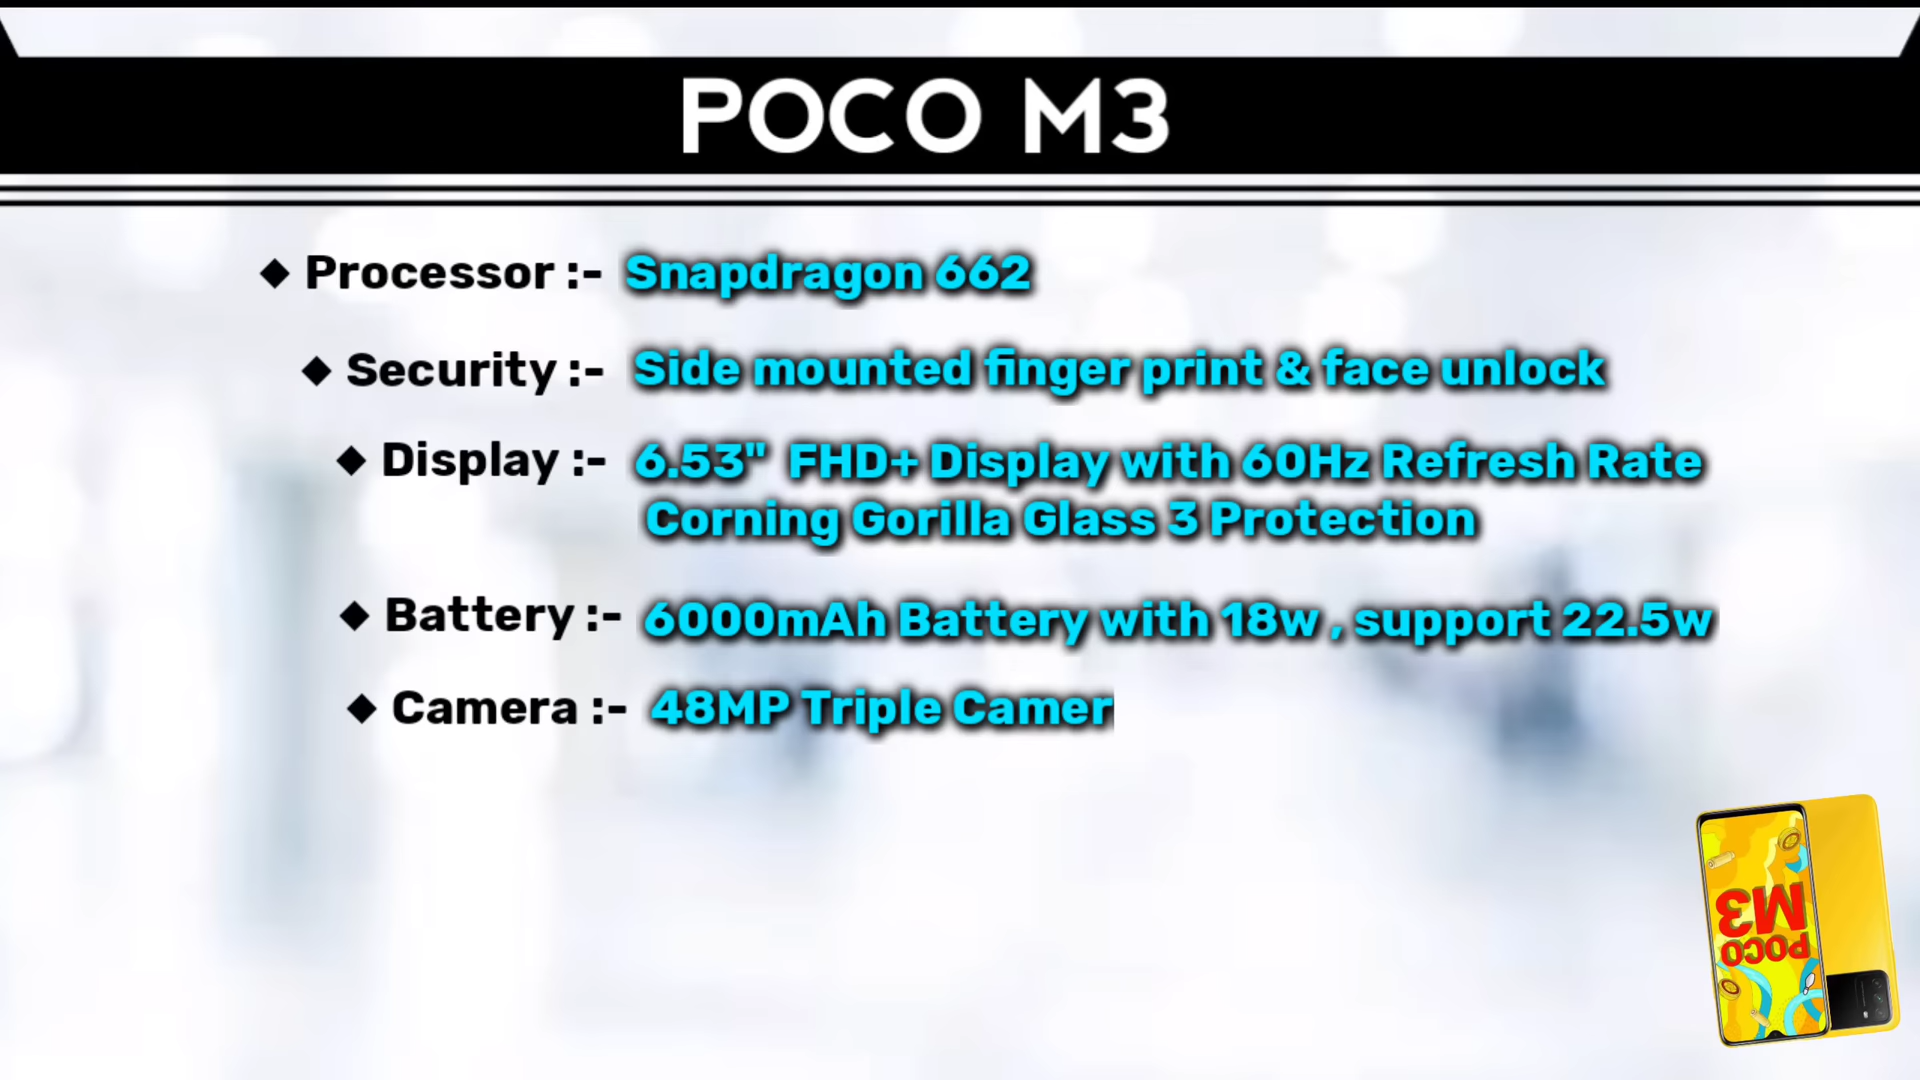 POCO M3
◆ Processor :- Snapdragon 662
◆ Security :- Side mounted finger print & face unlock
◆ Display :- 6.53" FHD+ Display with 60Hz Refresh Rate
Corning Gorilla Glass 3 Protection
◆ Battery :- 6000mAh Battery with 18w , support 22.5w
◆ Camera :- 48MP Triple Camer
M3
POCO